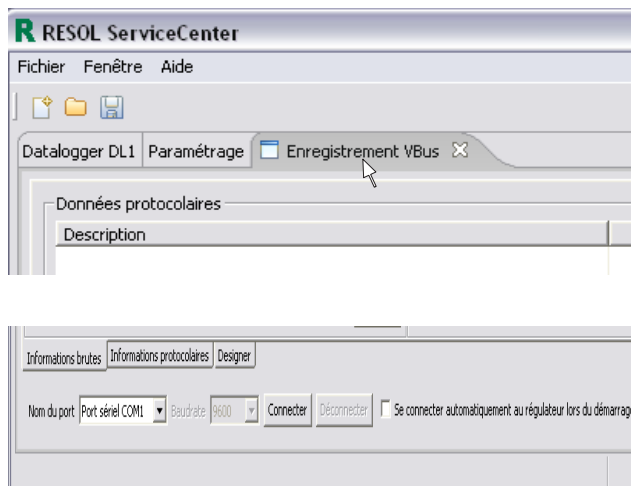 RESOL ServiceCenter
Fichier Fenêtre Aide
Datalogger DL1 Paramétrage Enregistrement VBus
Données protocolaires
Description
Informations brutes Informations protocolaires Designer
Nom du port Port sériel COM1 Baudrate 9600 Connecter Déconnecter Se connecter automatiquement au régulateur lors du démarrag